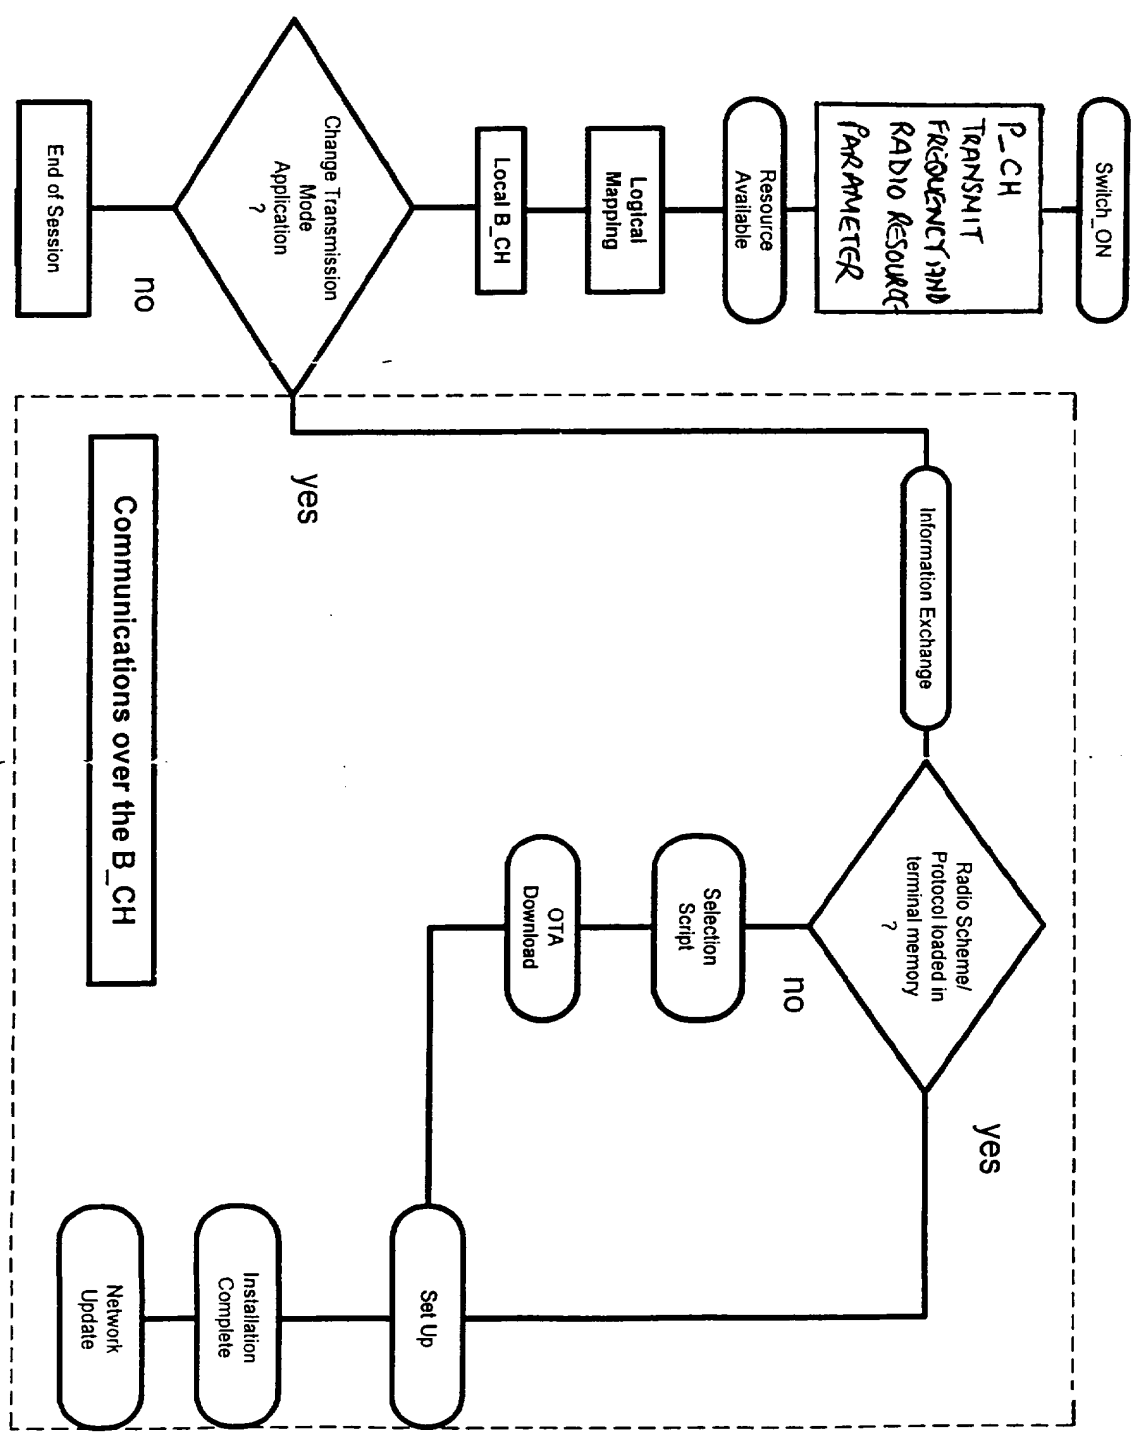 Switch_ON
P_CH
TRANSMIT
FREQUENCY AND
RADIO RESOURCE
PARAMETER
Resource
Available
Logical
Mapping
Local B_CH
Change Transmission
Mode
Application
?
no
End of Session
yes
Information Exchange
Radio Scheme/
Protocol loaded in
terminal memory
?
yes
no
Selection
Script
OTA
Download
Set Up
Installation
Complete
Network
Update
Communications over the B_CH